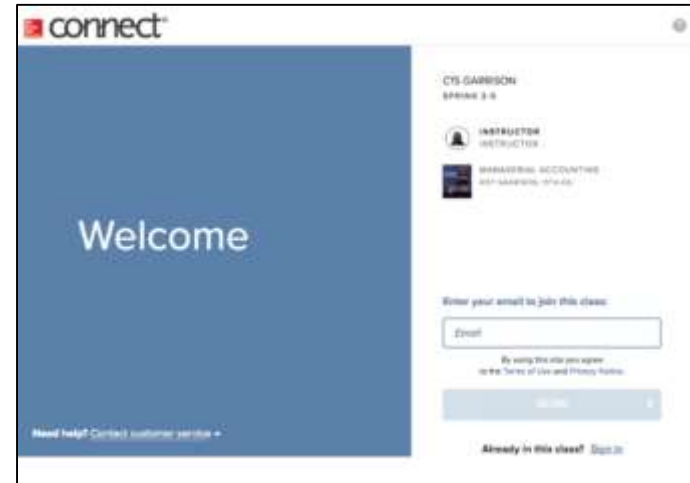 connect
CYS GARRISON
SPRING 2-5
INSTRUCTOR
INSTRUCTOR
MANAGERIAL ACCOUNTING
Welcome
Enter your email to join this class:
Email
By using this site you agree
to the Terms of Use and Privacy Notice.
Need help? Contact customer service
Already in this class? Sign in